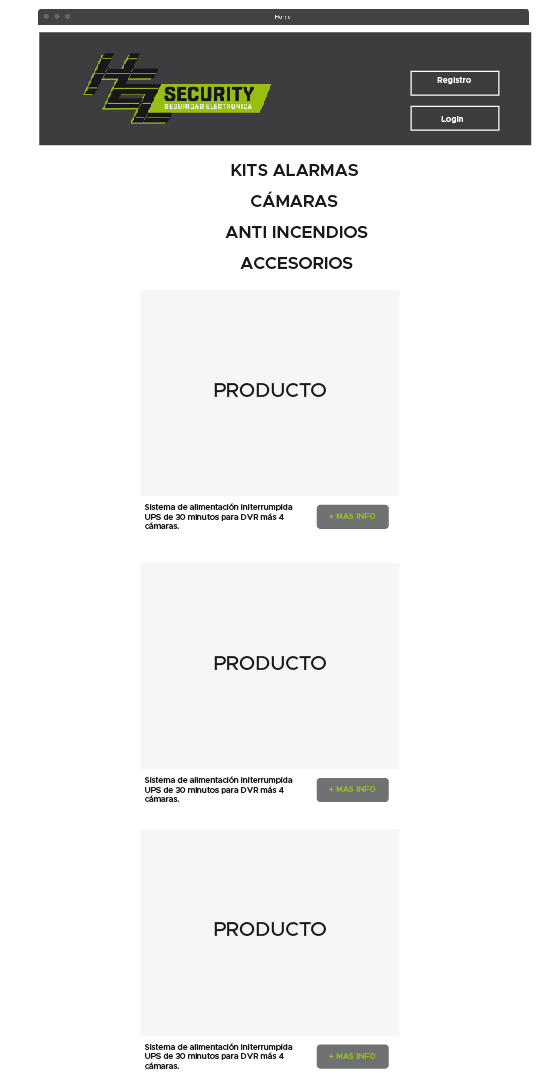 Home
SECURITY
SEGURIDAD ELECTRONICA
Registro
Login
KITS ALARMAS
CÁMARAS
ANTI INCENDIOS
ACCESORIOS
PRODUCTO
Sistema de alimentación initerrumpida
UPS de 30 minutos para DVR más 4
cámaras.
+ MAS INFO
PRODUCTO
Sistema de alimentación initerrumpida
UPS de 30 minutos para DVR más 4
cámaras.
+ MAS INFO
PRODUCTO
Sistema de alimentación initerrumpida
UPS de 30 minutos para DVR más 4
cámaras.
+ MAS INFO